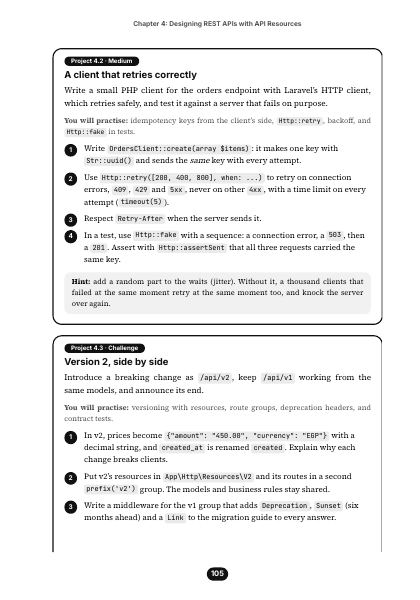 Chapter 4: Designing REST APIs with API Resources
Project 4.2 · Medium
A client that retries correctly
Write a small PHP client for the orders endpoint with Laravel's HTTP client,
which retries safely, and test it against a server that fails on purpose.
You will practise: idempotency keys from the client's side, Http::retry, backoff, and
Http::fake in tests.
1 Write OrdersClient::create(array $items): it makes one key with
Str::uuid() and sends the same key with every attempt.
2 Use Http::retry([200, 400, 800], when: ...) to retry on connection
errors, 409, 429 and 5xx, never on other 4xx, with a time limit on every
attempt (timeout(5)).
3 Respect Retry-After when the server sends it.
4 In a test, use Http::fake with a sequence: a connection error, a 503, then
a 201. Assert with Http::assertSent that all three requests carried the
same key.
Hint: add a random part to the waits (jitter). Without it, a thousand clients that
failed at the same moment retry at the same moment too, and knock the server
over again.
Project 4.3 · Challenge
Version 2, side by side
Introduce a breaking change as /api/v2, keep /api/v1 working from the
same models, and announce its end.
You will practise: versioning with resources, route groups, deprecation headers, and
contract tests.
1 In v2, prices become {"amount": "450.00", "currency": "EGP"} with a
decimal string, and created_at is renamed created. Explain why each
change breaks clients.
2 Put v2's resources in App\Http\Resources\V2 and its routes in a second
prefix('v2') group. The models and business rules stay shared.
3 Write a middleware for the v1 group that adds Deprecation, Sunset (six
months ahead) and a Link to the migration guide to every answer.
105